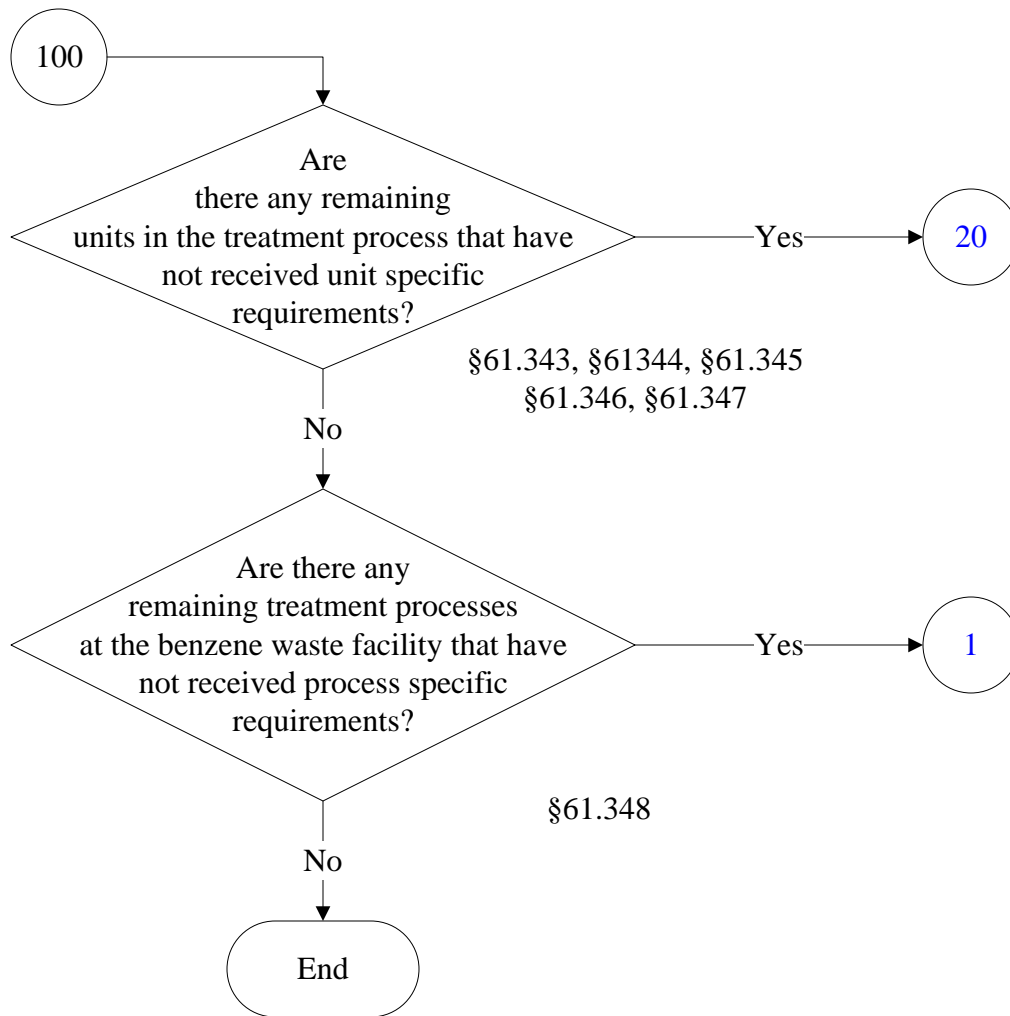 100
Are
there any remaining
units in the treatment process that have
not received unit specific
requirements?
Yes
20
§61.343, §61344, §61.345
§61.346, §61.347
No
Are there any
remaining treatment processes
at the benzene waste facility that have
not received process specific
requirements?
Yes
1
§61.348
No
End